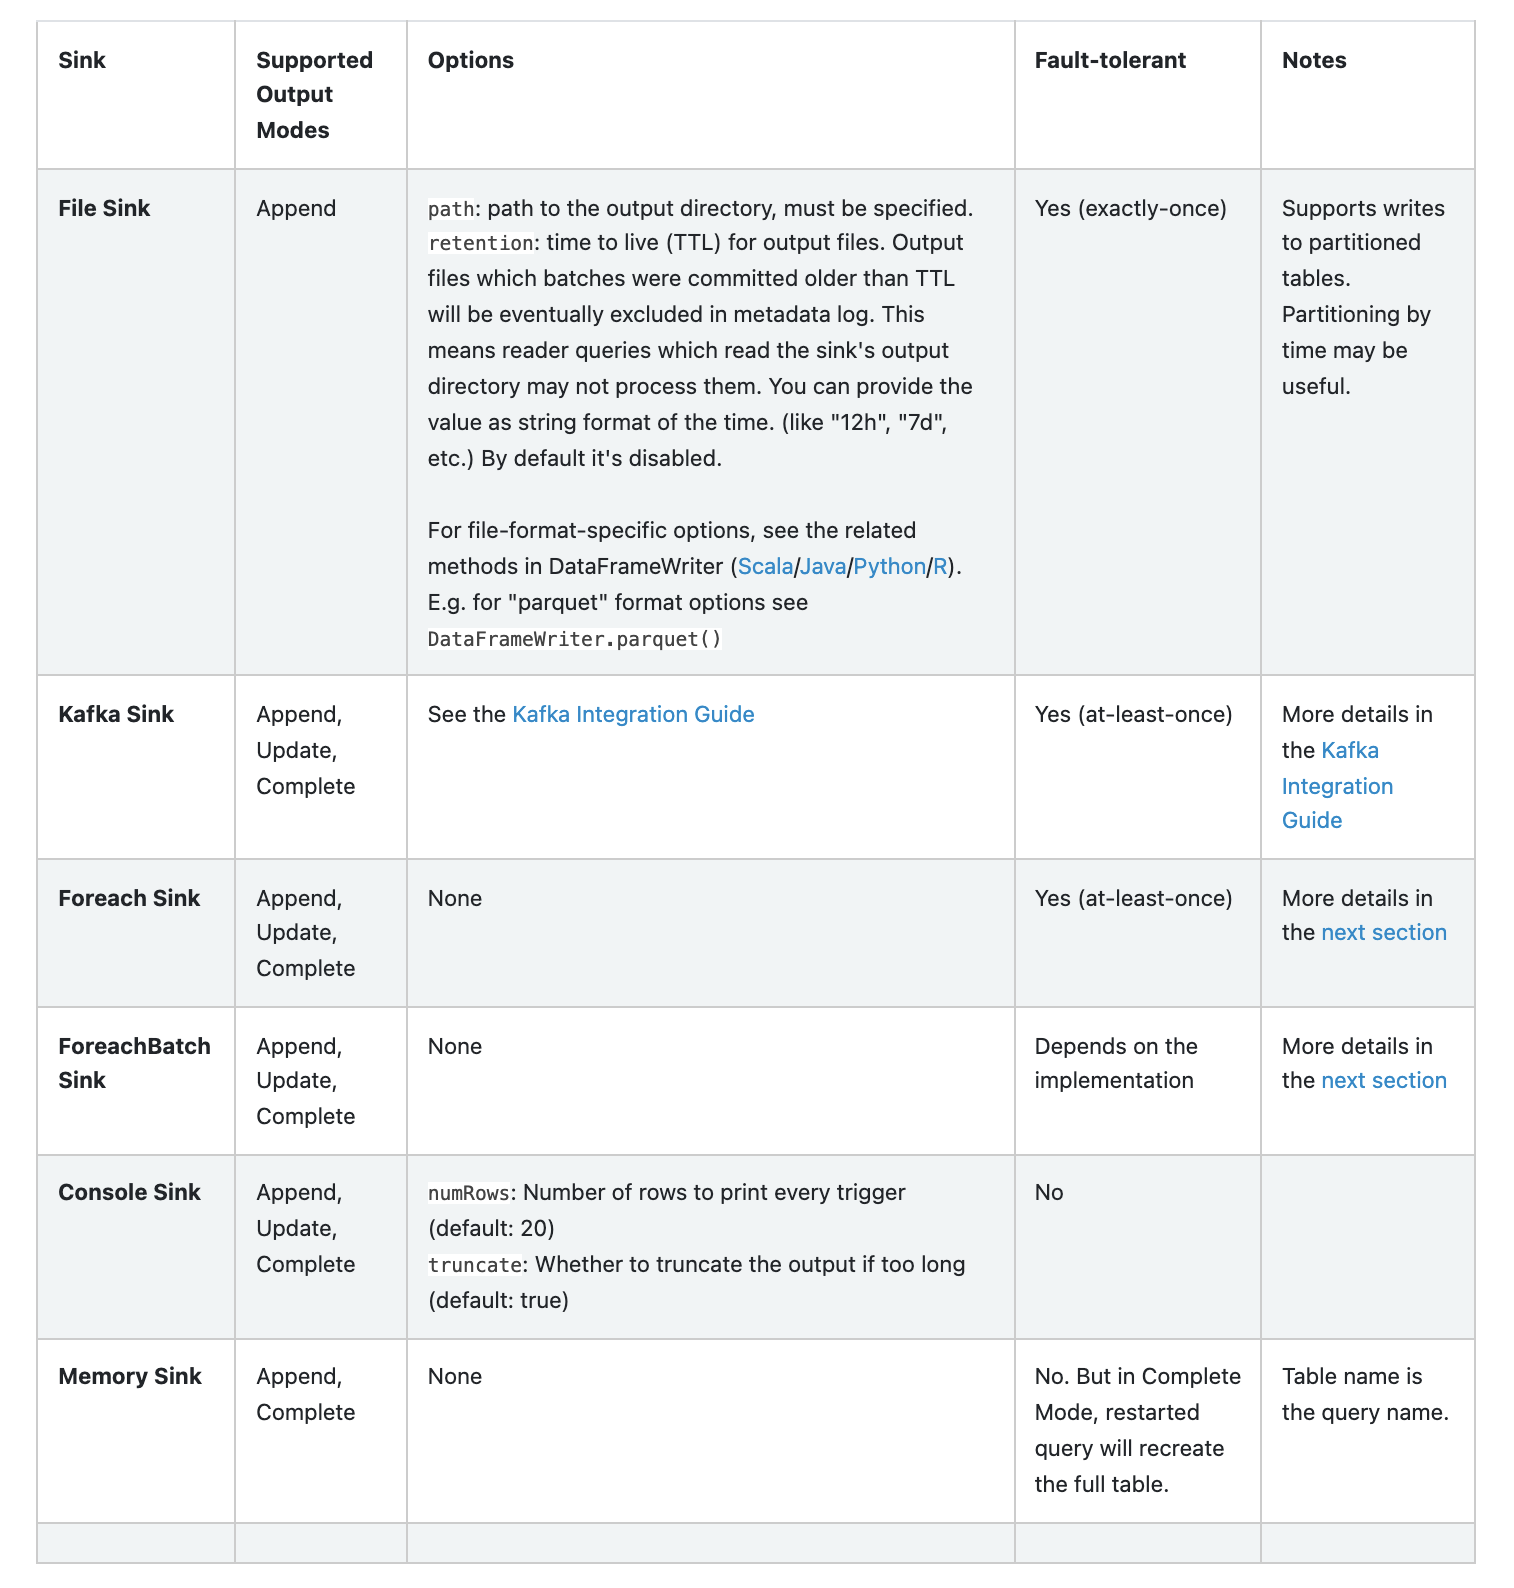 Sink
Supported
Output
Modes
Options
Fault-tolerant
Notes
File Sink
Append
path: path to the output directory, must be specified.
retention: time to live (TTL) for output files. Output
files which batches were committed older than TTL
will be eventually excluded in metadata log. This
means reader queries which read the sink's output
directory may not process them. You can provide the
value as string format of the time. (like "12h", "7d",
etc.) By default it's disabled.
For file-format-specific options, see the related
methods in DataFrameWriter (Scala/Java/Python/R).
E.g. for "parquet" format options see
DataFrameWriter.parquet()
Yes (exactly-once)
Supports writes
to partitioned
tables.
Partitioning by
time may be
useful.
Kafka Sink
Append,
Update,
Complete
See the Kafka Integration Guide
Yes (at-least-once)
More details in
the Kafka
Integration
Guide
Foreach Sink
Append,
Update,
Complete
None
Yes (at-least-once)
More details in
the next section
ForeachBatch
Sink
Append,
Update,
Complete
None
Depends on the
implementation
More details in
the next section
Console Sink
Append,
Update,
Complete
numRows: Number of rows to print every trigger
(default: 20)
truncate: Whether to truncate the output if too long
(default: true)
No
Memory Sink
Append,
Complete
None
No. But in Complete
Mode, restarted
query will recreate
the full table.
Table name is
the query name.